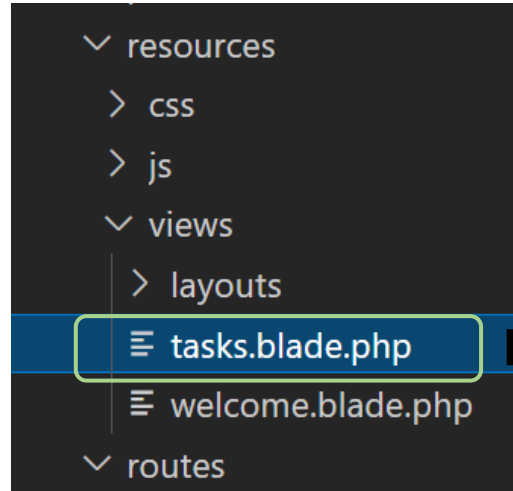 resources
css
js
views
layouts
tasks.blade.php
welcome.blade.php
routes